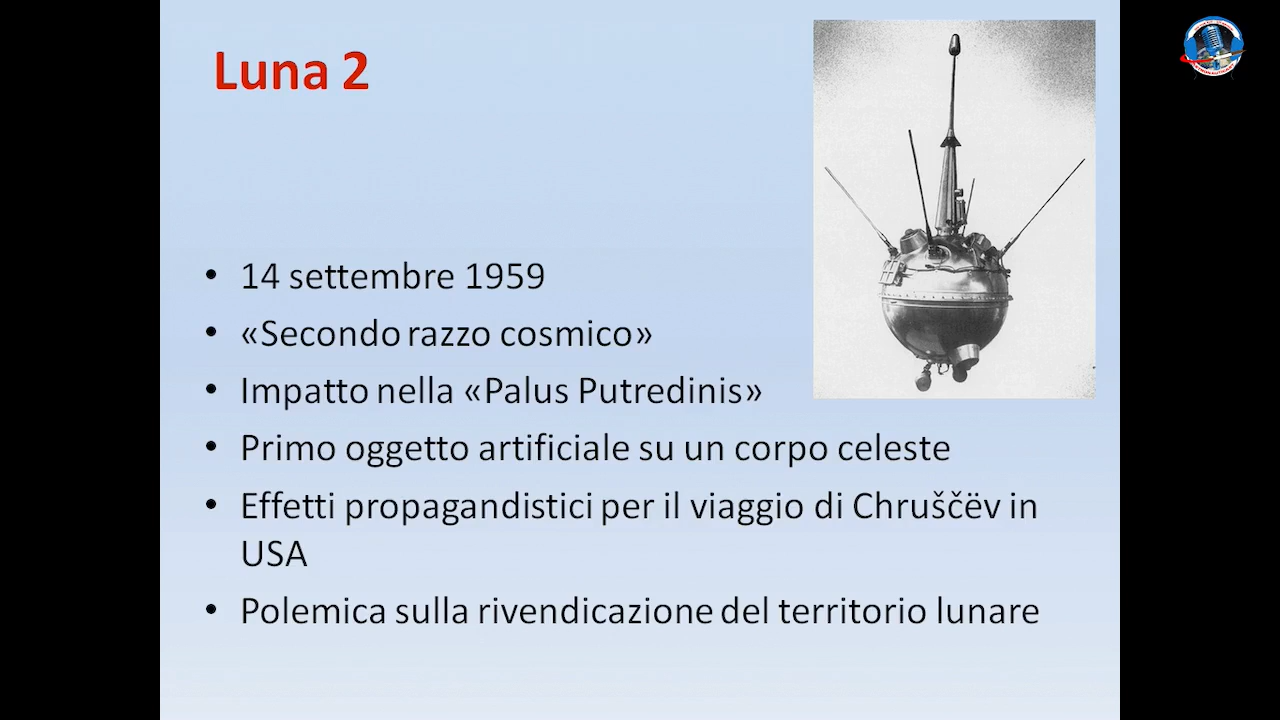 Luna 2
• 14 settembre 1959
• «Secondo razzo cosmico»
• Impatto nella «Palus Putredinis»
• Primo oggetto artificiale su un corpo celeste
• Effetti propagandistici per il viaggio di Chruščëv in
USA
• Polemica sulla rivendicazione del territorio lunare